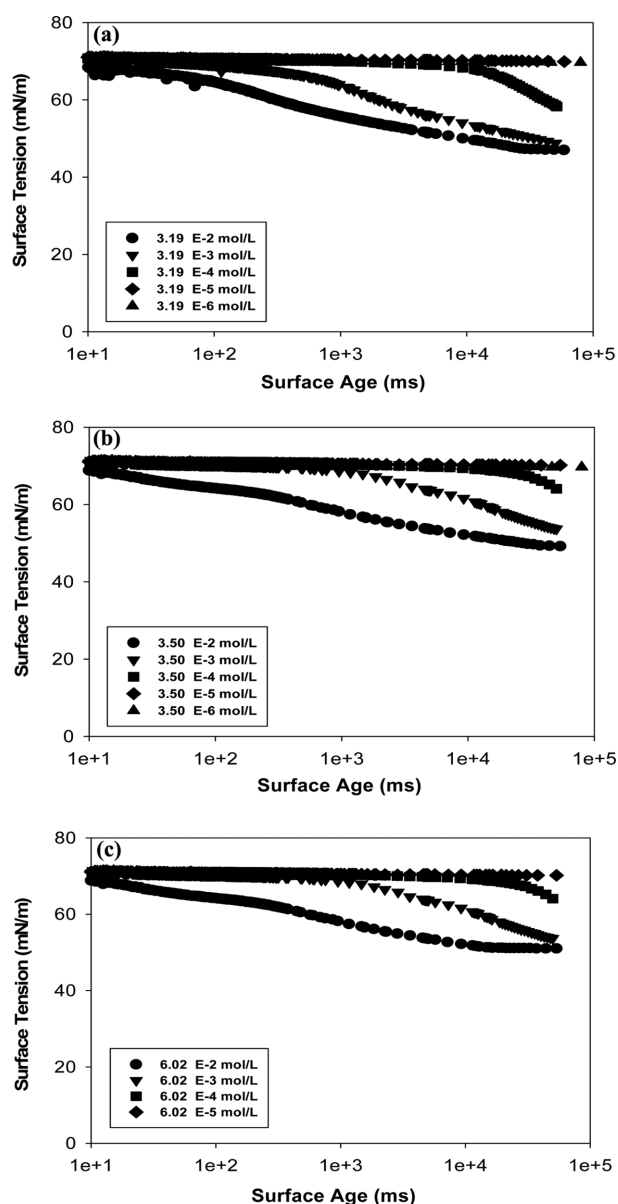 (a)
80
60
40
20
0
Surface Tension (mN/m)
3.19 E-2 mol/L
3.19 E-3 mol/L
3.19 E-4 mol/L
3.19 E-5 mol/L
3.19 E-6 mol/L
1e+1 1e+2 1e+3 1e+4 1e+5
Surface Age (ms)
(b)
80
60
40
20
0
Surface Tension (mN/m)
3.50 E-2 mol/L
3.50 E-3 mol/L
3.50 E-4 mol/L
3.50 E-5 mol/L
3.50 E-6 mol/L
1e+1 1e+2 1e+3 1e+4 1e+5
Surface Age (ms)
(c)
80
60
40
20
0
Surface Tension (mN/m)
6.02 E-2 mol/L
6.02 E-3 mol/L
6.02 E-4 mol/L
6.02 E-5 mol/L
1e+1 1e+2 1e+3 1e+4 1e+5
Surface Age (ms)